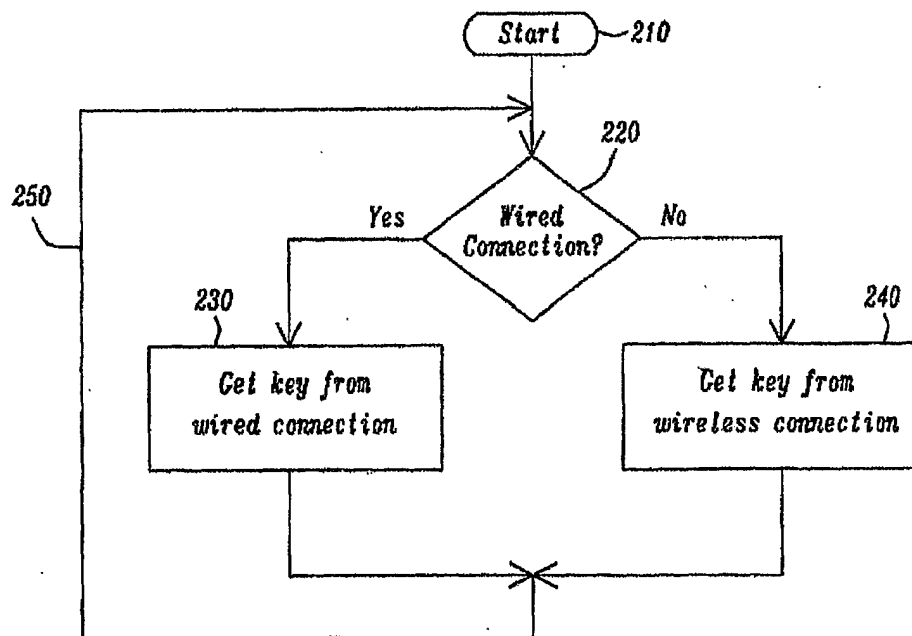 Start
210
220
250
Yes
Wired
Connection?
No
230
240
Get key from
wired connection
Get key from
wireless connection